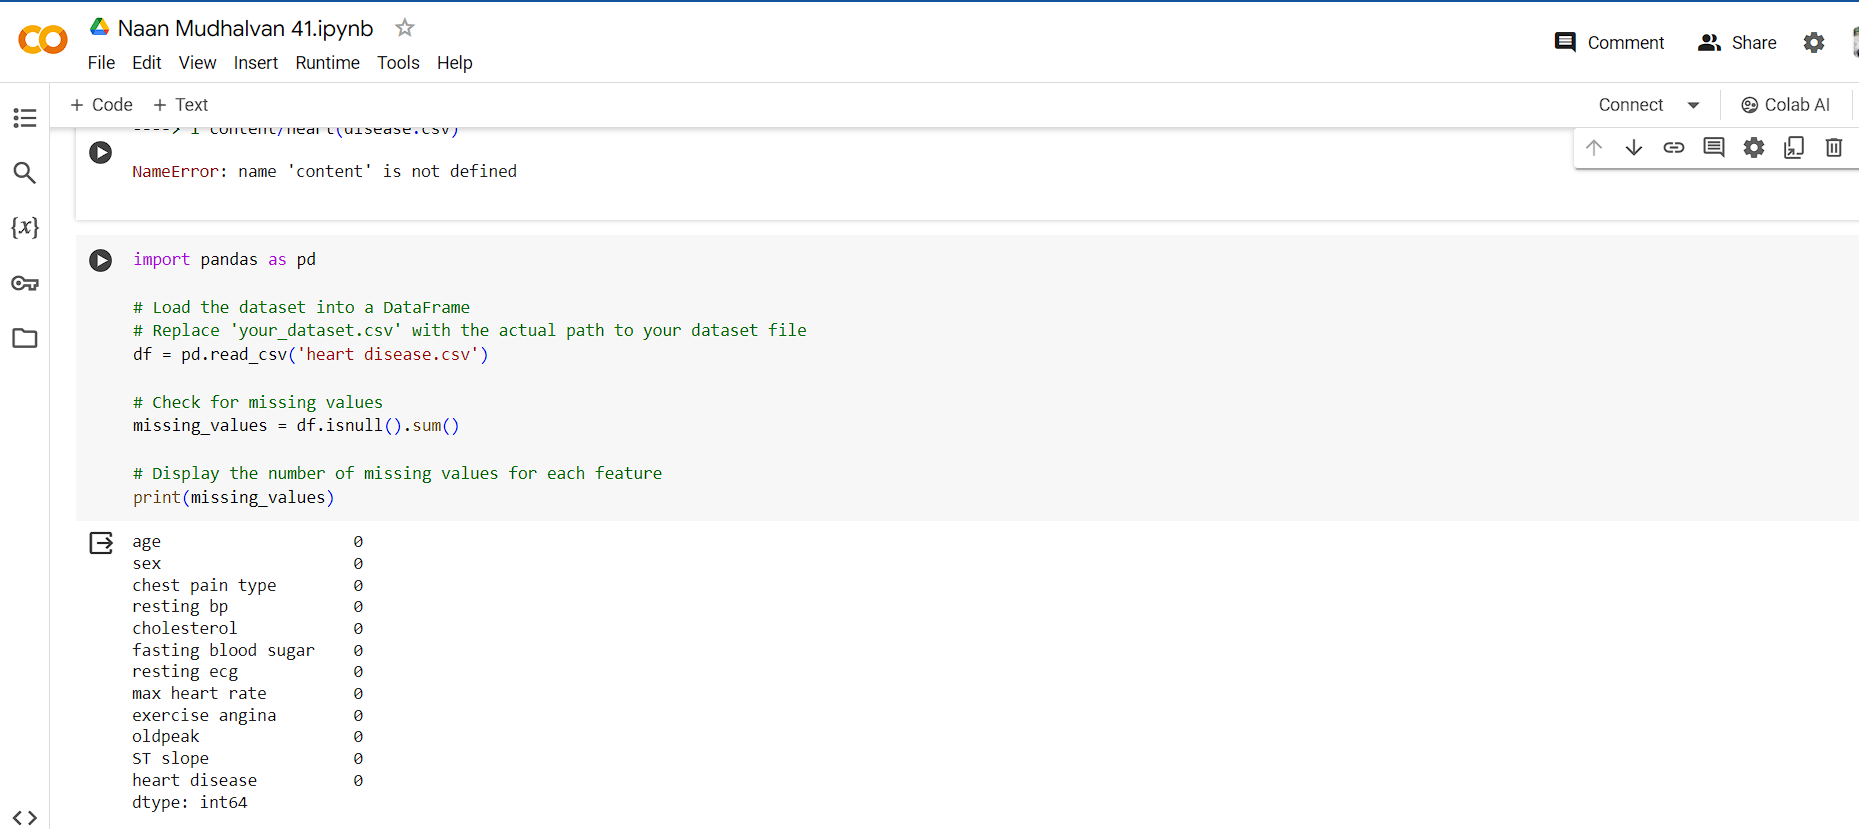 Naan Mudhalvan 41.ipynb
File Edit View Insert Runtime Tools Help
Comment Share
+ Code + Text
Connect Colab AI
----> 1 content/heart(disease.csv)
NameError: name 'content' is not defined
{x}
import pandas as pd
# Load the dataset into a DataFrame
# Replace 'your_dataset.csv' with the actual path to your dataset file
df = pd.read_csv('heart disease.csv')
# Check for missing values
missing_values = df.isnull().sum()
# Display the number of missing values for each feature
print(missing_values)
age 0
sex 0
chest pain type 0
resting bp 0
cholesterol 0
fasting blood sugar 0
resting ecg 0
max heart rate 0
exercise angina 0
oldpeak 0
ST slope 0
heart disease 0
dtype: int64